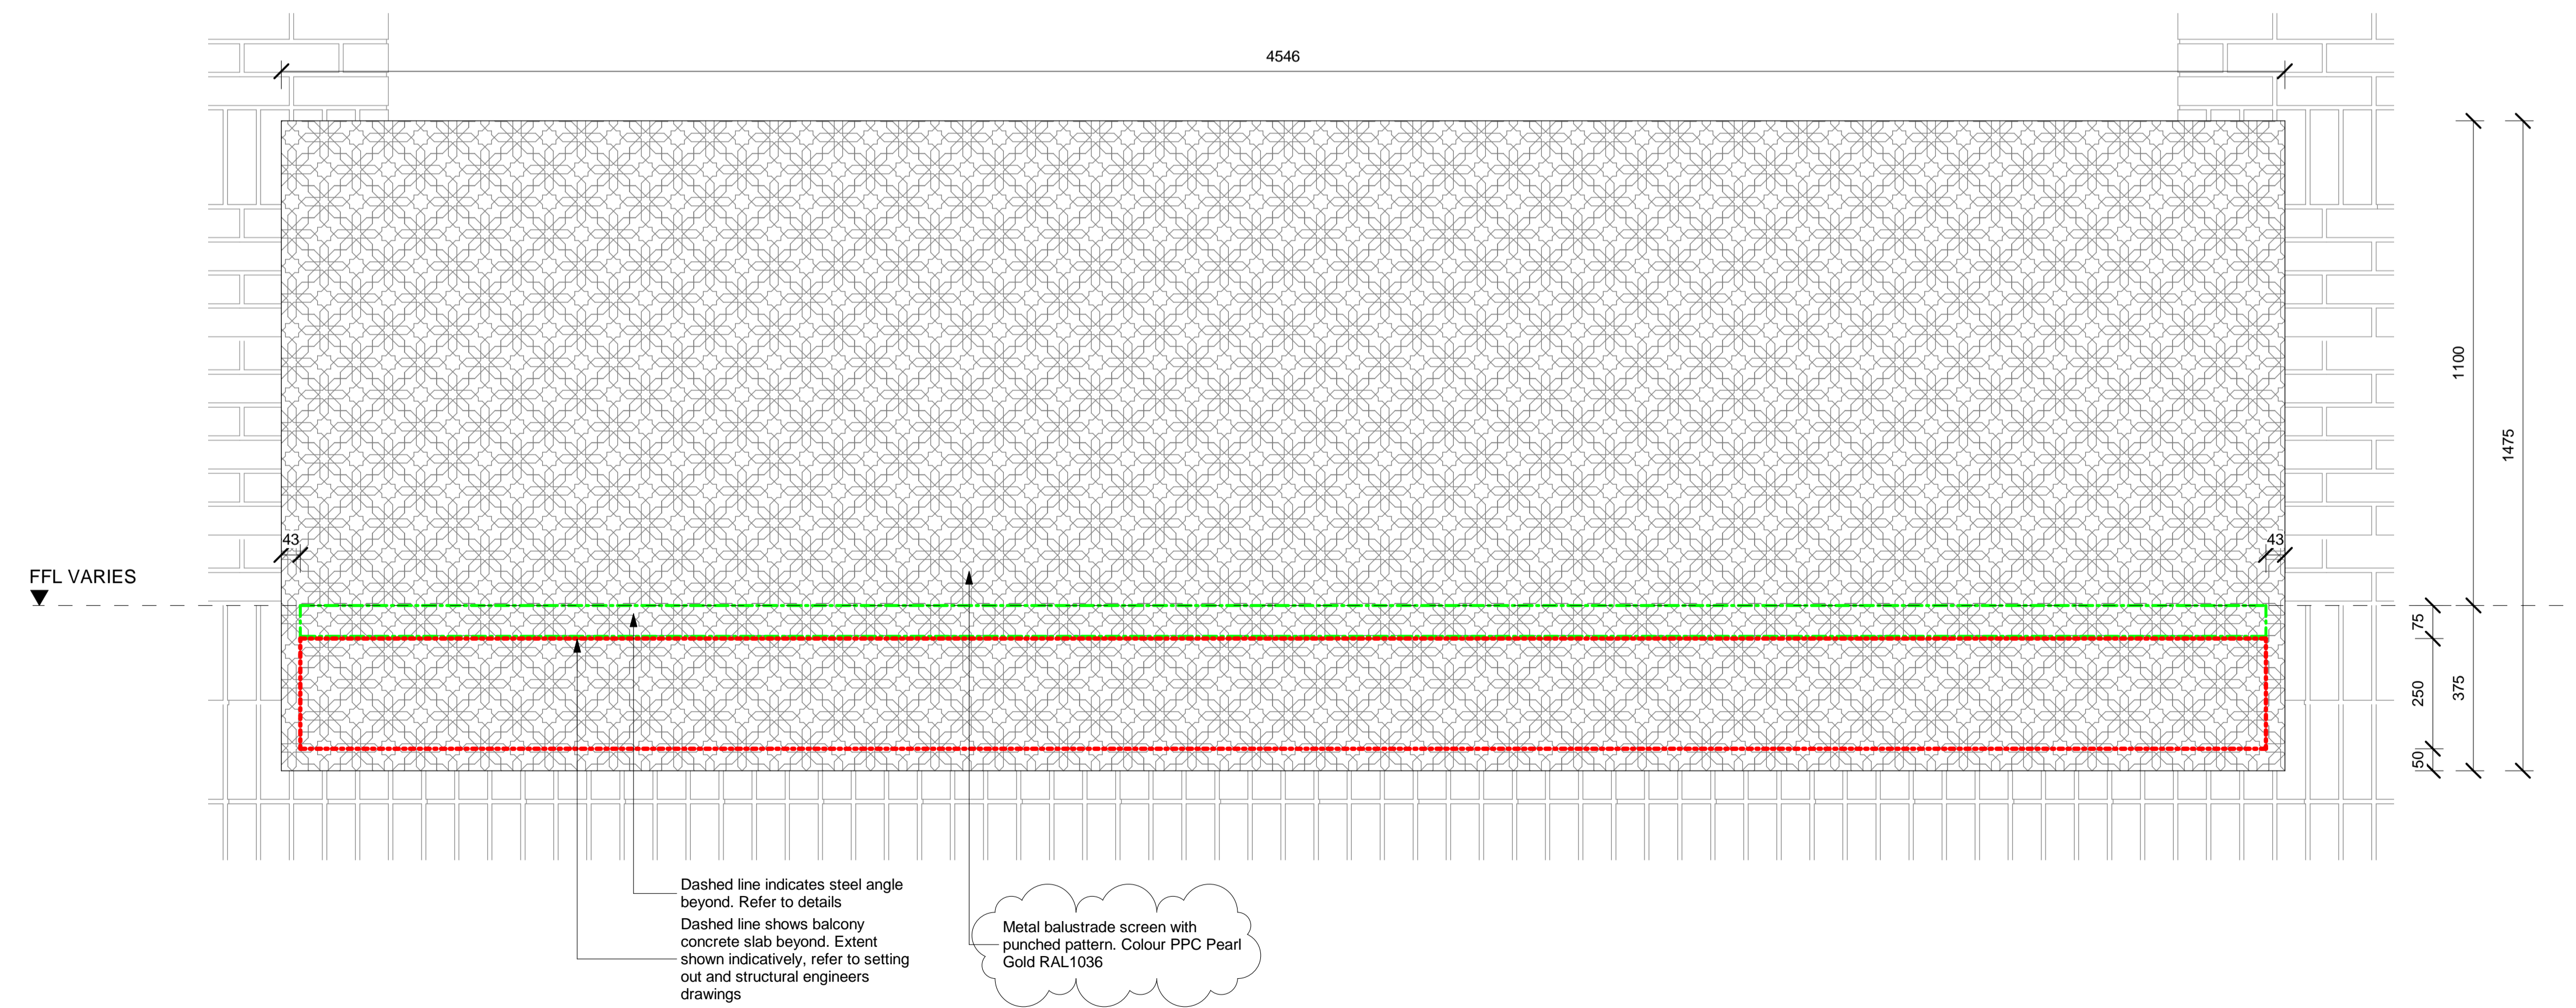 4546
43
43
FFL VARIES
1100
1475
75
250
375
50
Dashed line indicates steel angle
beyond. Refer to details
Dashed line shows balcony
concrete slab beyond. Extent
shown indicatively, refer to setting
out and structural engineers
drawings
Metal balustrade screen with
punched pattern. Colour PPC Pearl
Gold RAL1036